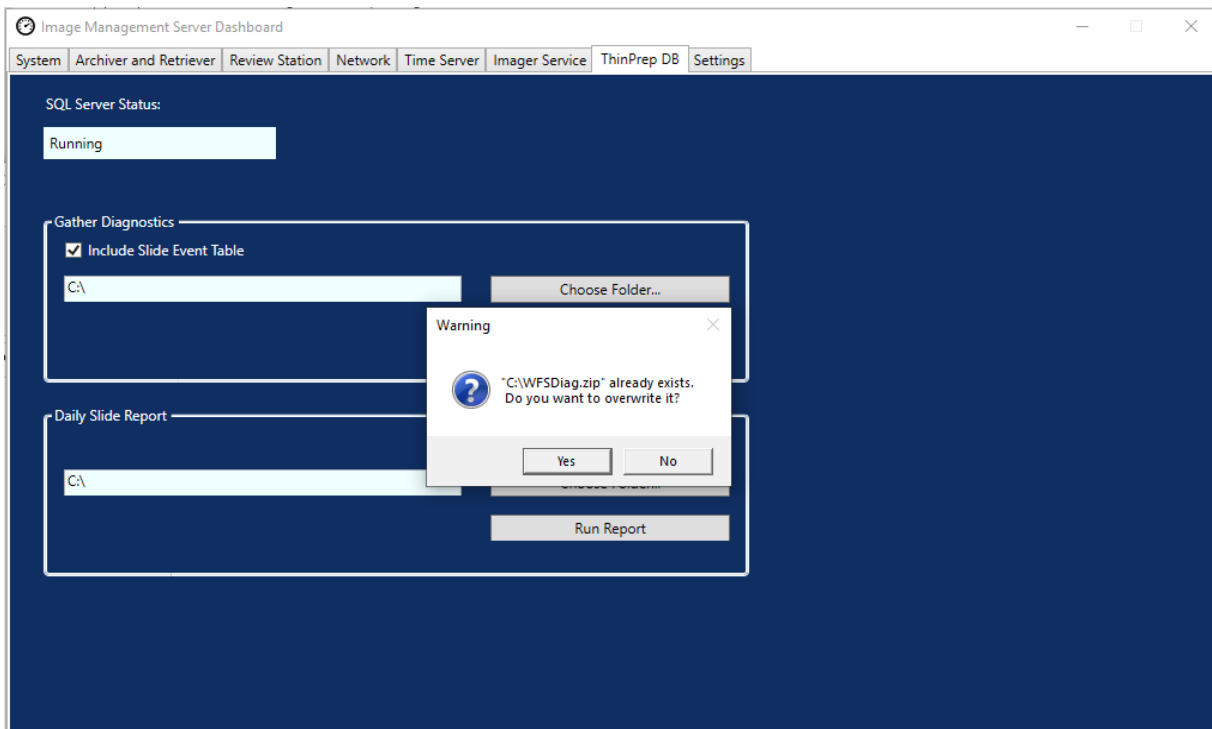 Image Management Server Dashboard
System Archiver and Retriever Review Station Network Time Server Imager Service ThinPrep DB Settings
SQL Server Status:
Running
Gather Diagnostics
Include Slide Event Table
C:\
Choose Folder...
Warning
"C:\WFSDiag.zip" already exists.
Do you want to overwrite it?
Yes No
Daily Slide Report
C:\
Run Report